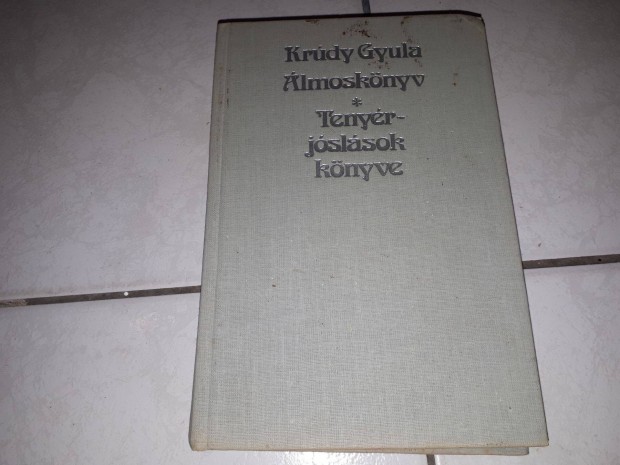 Krúdy Gyula
Álmoskönyv
*
Tenyér-
jóslások
könyve